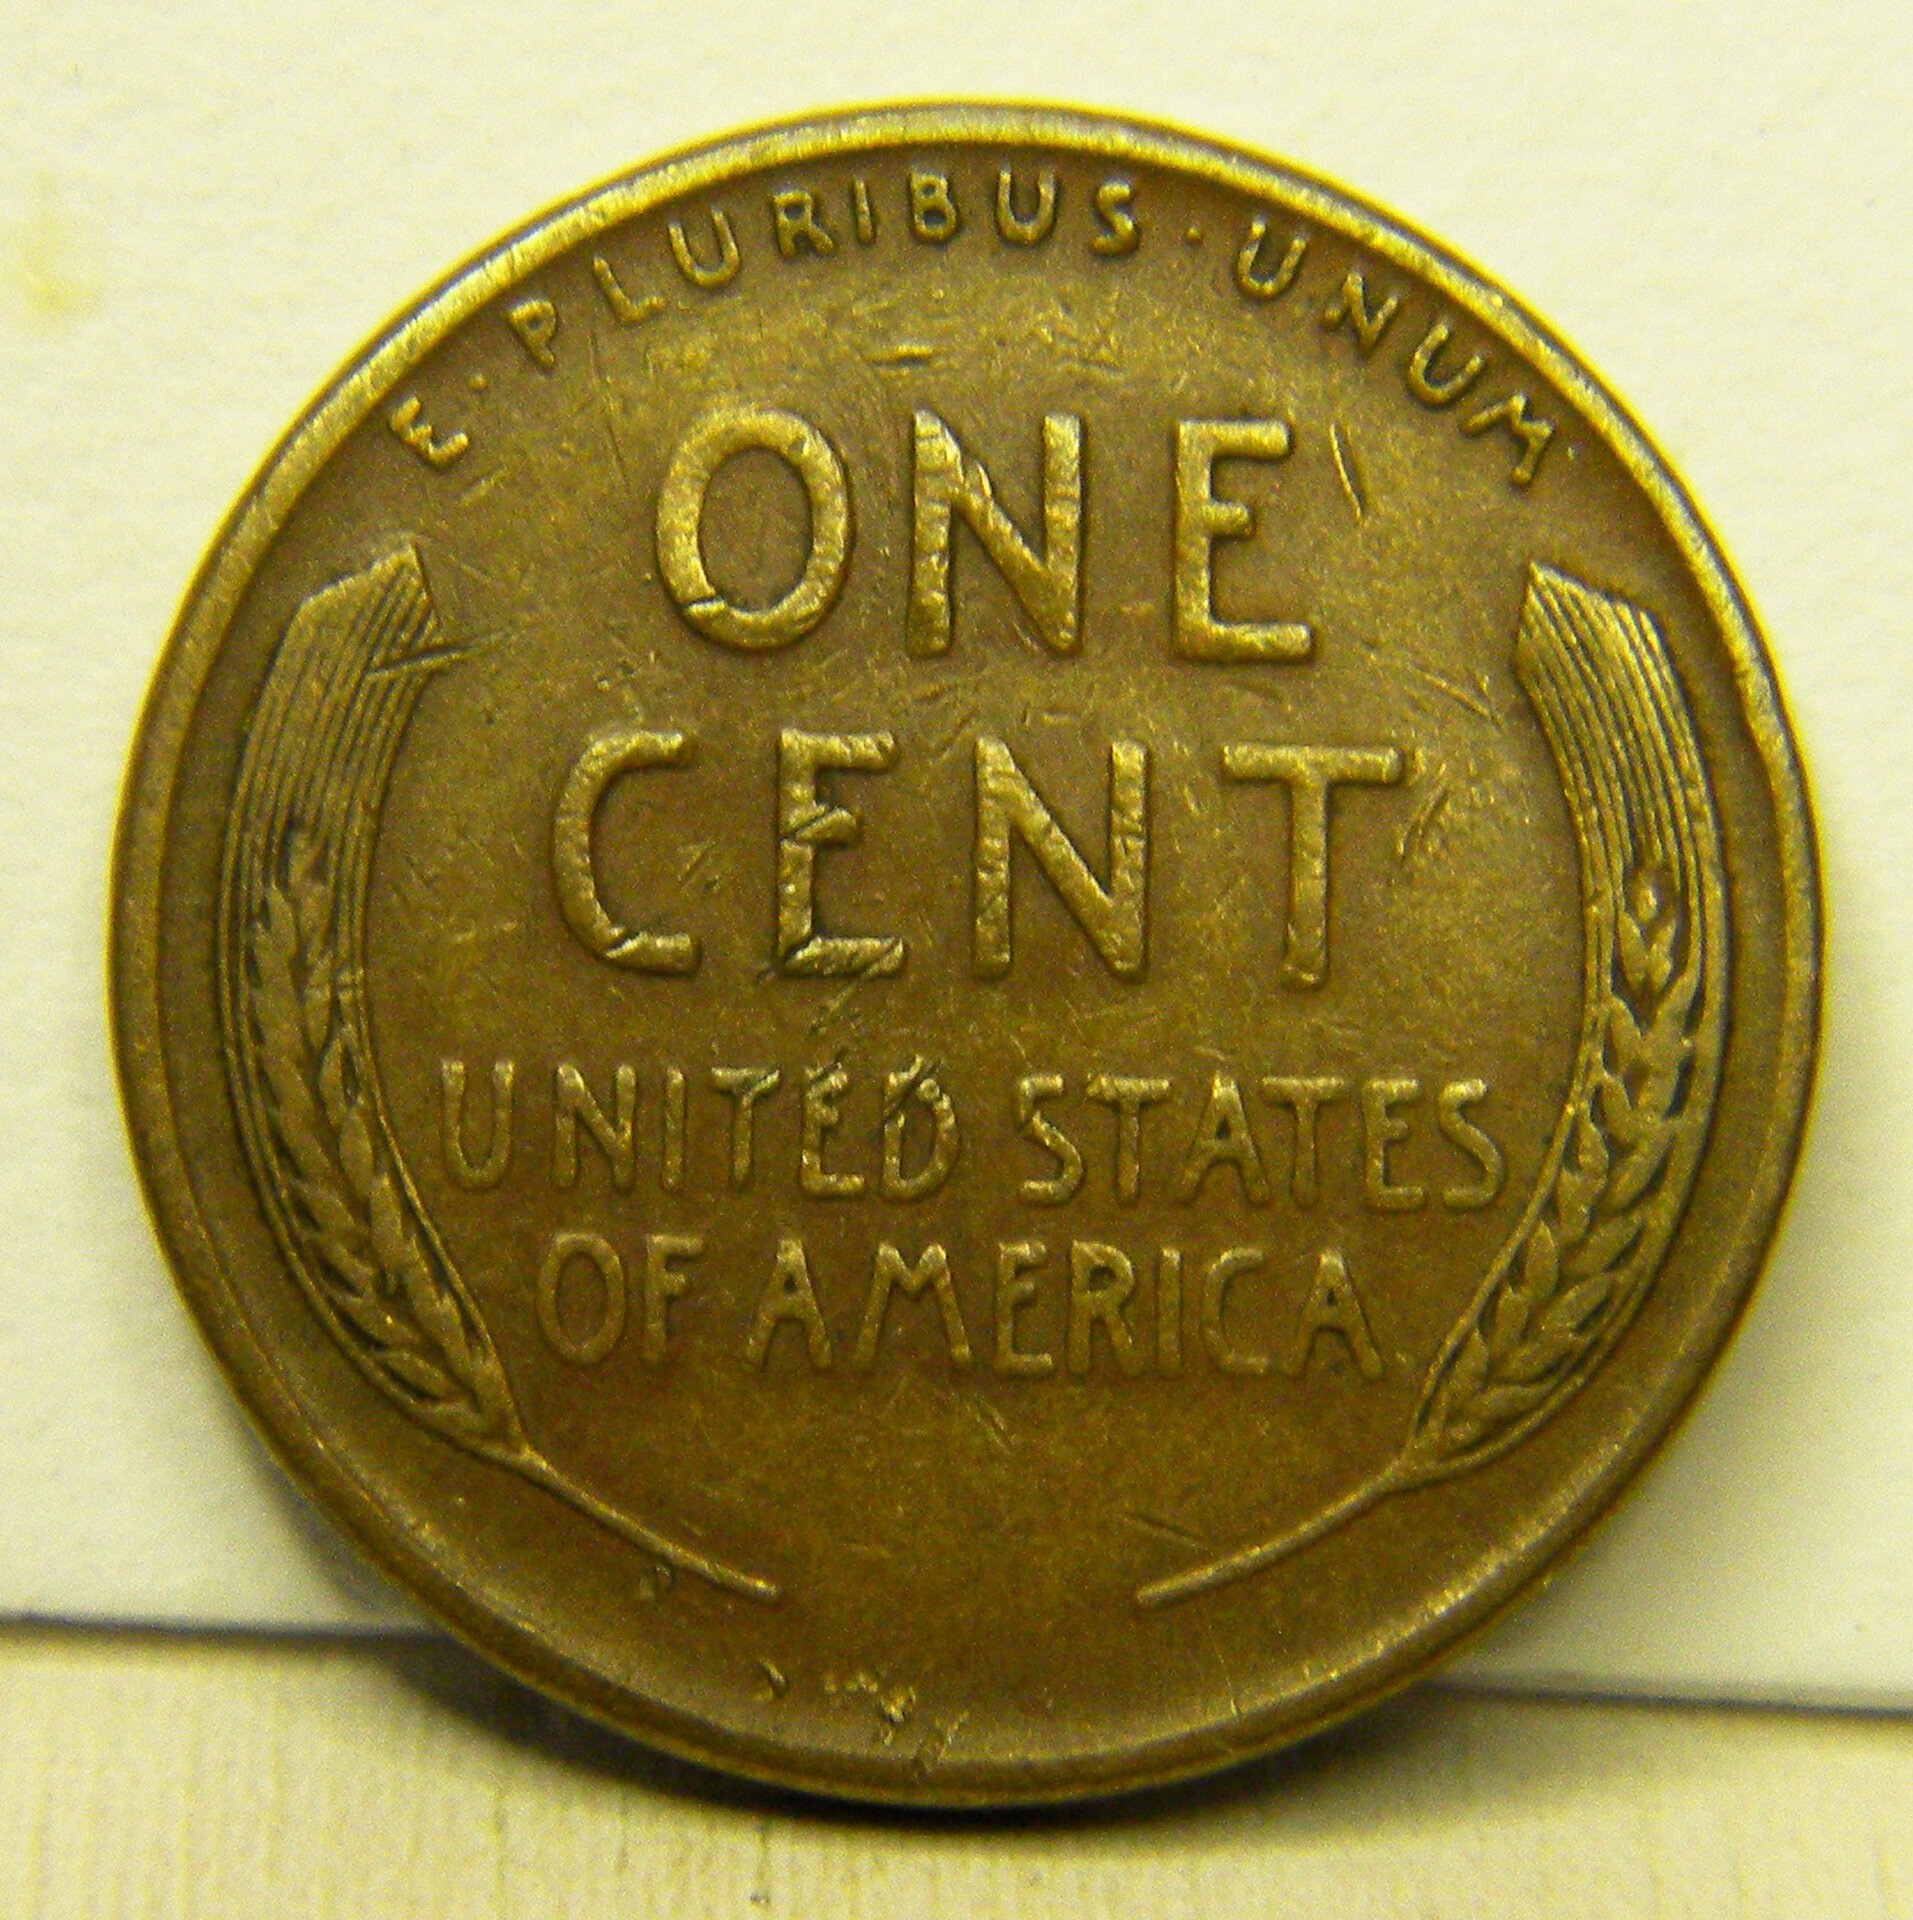 E · PLURIBUS · UNUM
ONE
CENT
UNITED STATES
OF AMERICA